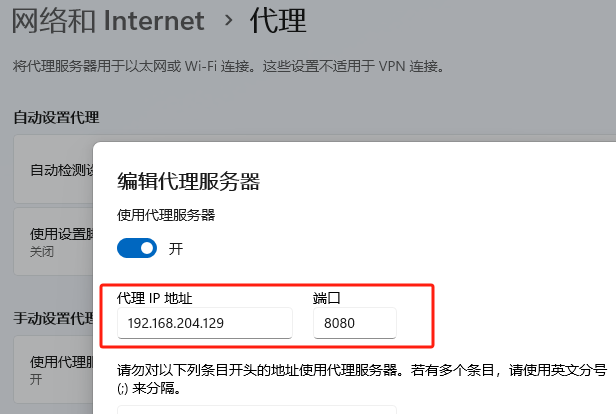 网络和 Internet › 代理
将代理服务器用于以太网或 Wi-Fi 连接。这些设置不适用于 VPN 连接。
自动设置代理
自动检测设
编辑代理服务器
使用代理服务器
使用设置脚
关闭
开
代理 IP 地址 端口
192.168.204.129 8080
手动设置代理
使用代理服
开
请勿对以下列条目开头的地址使用代理服务器。若有多个条目，请使用英文分号
(;) 来分隔。